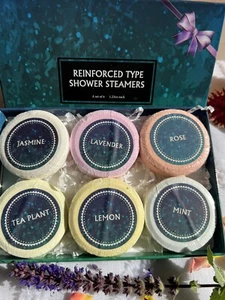 REINFORCED TYPE
SHOWER STEAMERS
JASMINE
LAVENDER
ROSE
TEA PLANT
LEMON
MINT